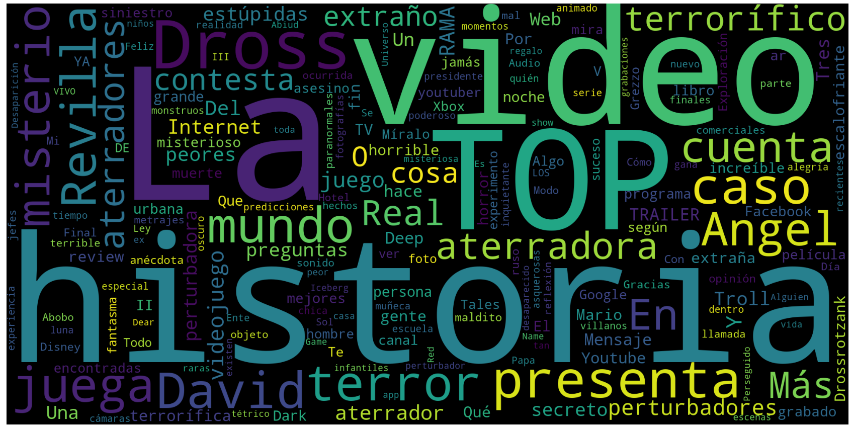 La
video
historia
TOP
Dross
misterio
Revilla
aterradores
contesta
estúpidas
extraño
terrorífico
Un
Web
RAMA
Por
jamás
youtuber
Xbox
noche
fin
asesino
grande
Del
Internet
misterioso
peores
horrible
TV
Míralo
O
cosa
juego
hace
Algo
horror
experimento
inquietante
libro
Grezzo
Tres
escalofriante
increíble
cuenta
caso
Angel
mundo
Real
preguntas
Deep
aterradora
TRAILER
programa
según
Facebook
película
Día
extraña
opinión
Google
Gracias
Troll
Mario
villanos
Mensaje
Youtube
En
El
Y
llamada
dentro
vida
Alguien
Drossrotzank
Más
presenta
terror
David
juega
videojuego
mejores
persona
gente
hombre
canal
Te
Qué
secreto
perturbadores
grabado
escenas
Perseguido
aterrador
Dark
tétrico
terrorífica
cámaras
Una
encontradas
Disney
Todo
Abobo
II
fantasma
objeto
especial
anécdota
review
terrible
Final
tiempo
urbana
metrajes
Ley
ex
perturbadora
oscuro
Que
predicciones
Hotel
hechos
muerte
paranormales
fotografías
toda
siniestro
realidad
niños
Abiud
Feliz
III
ocurrida
monstruos
VIVO
YA
Mi
DE
Desaparición
jefes
experiencia
luna
Dear
raras
existen
Ente
chica
Sol
sonido
peor
Iceberg
muñeca
casa
escuela
Game
infantiles
app
perturbador
Red
Papa
Tales
maldito
ruso
desaparecido
asquerosas
reflexión
Name
ran
Es
Se
misteriosa
show
poderoso
Universo
presidente
Audio
regalo
animado
momentos
mal
mira
quién
V
serie
grabaciones
nuevo
finales
parte
ar
Exploración
comerciales
suceso
Cómo
gana
alegría
recientes
LOS
Modo
Con
ver
foto